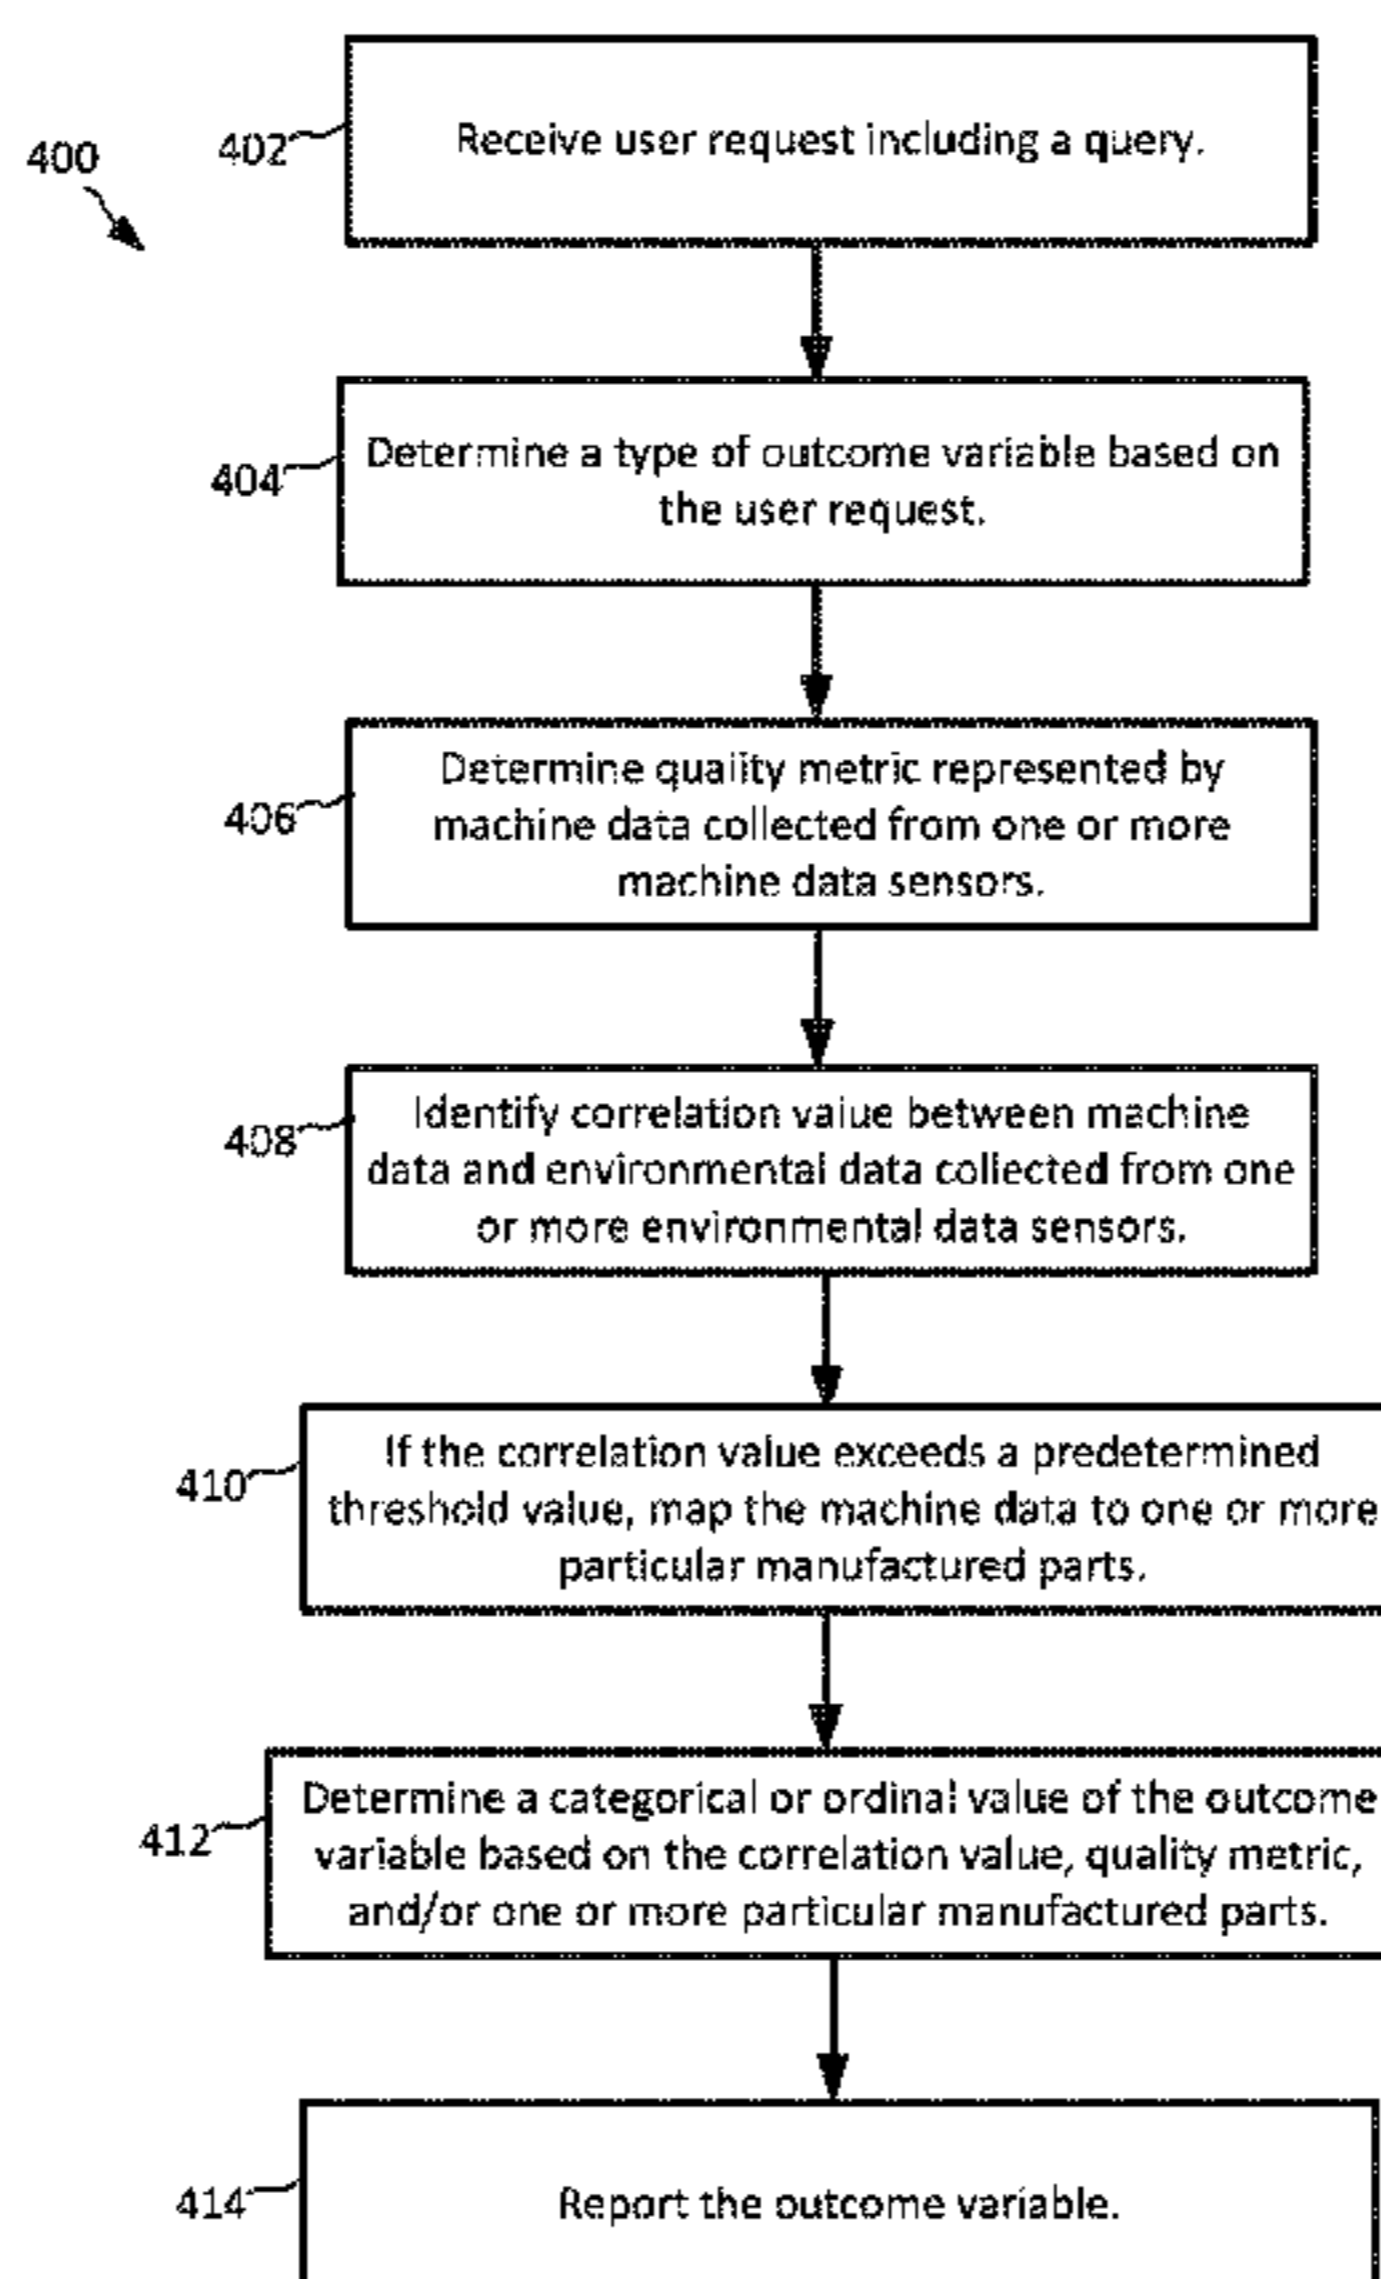 400
402
Receive user request including a query.
404
Determine a type of outcome variable based on
the user request.
406
Determine quality metric represented by
machine data collected from one or more
machine data sensors.
408
Identify correlation value between machine
data and environmental data collected from one
or more environmental data sensors.
410
If the correlation value exceeds a predetermined
threshold value, map the machine data to one or more
particular manufactured parts.
412
Determine a categorical or ordinal value of the outcome
variable based on the correlation value, quality metric,
and/or one or more particular manufactured parts.
414
Report the outcome variable.